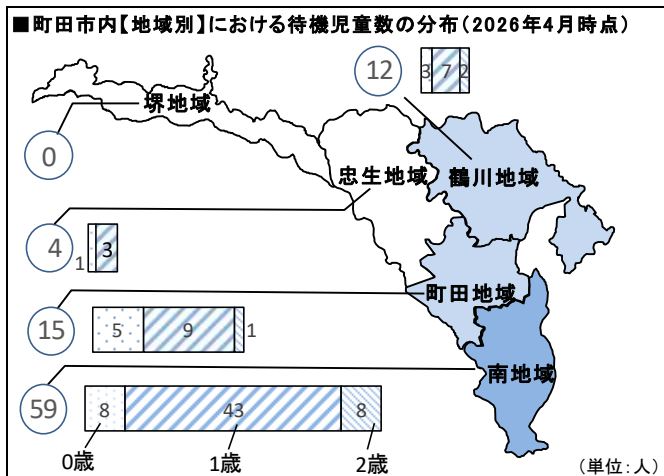 ■町田市内【地域別】における待機児童数の分布(2026年4月時点)
12
3 7 2
堺地域
0
忠生地域
鶴川地域
4
1 3
町田地域
15
5 9 1
南地域
59
8 43 8
0歳 1歳 2歳
(単位:人)